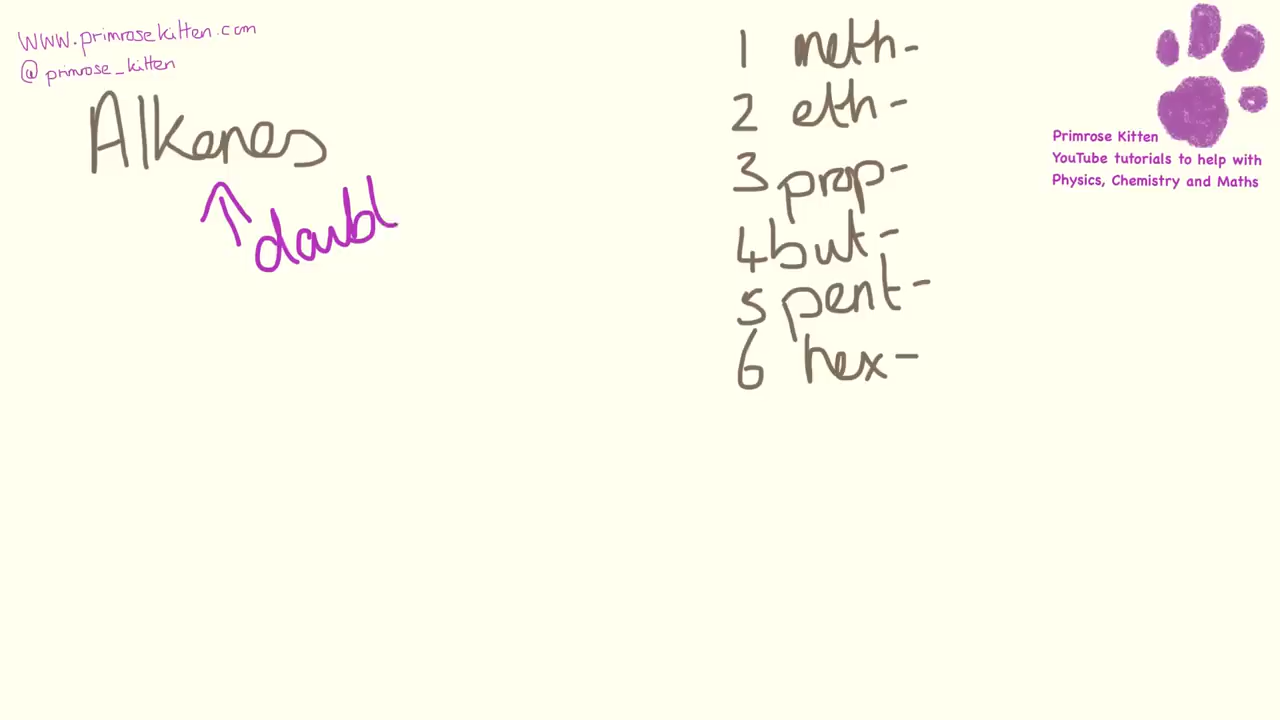 www.primrosekitten.com
@primrose_kitten
Alkenes
doubl
1 meth-
2 eth-
3 prop-
4 but-
5 pent-
6 hex-
Primrose Kitten
YouTube tutorials to help with
Physics, Chemistry and Maths